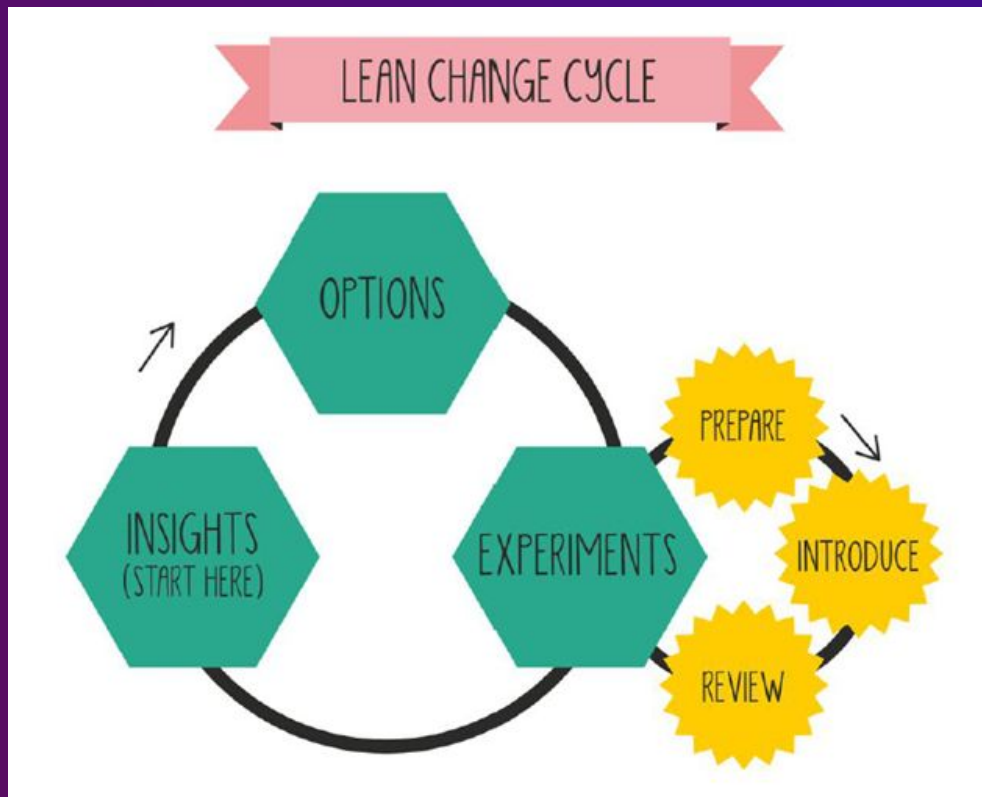 LEAN CHANGE CYCLE
OPTIONS
PREPARE
INSIGHTS
(START HERE)
EXPERIMENTS
INTRODUCE
REVIEW